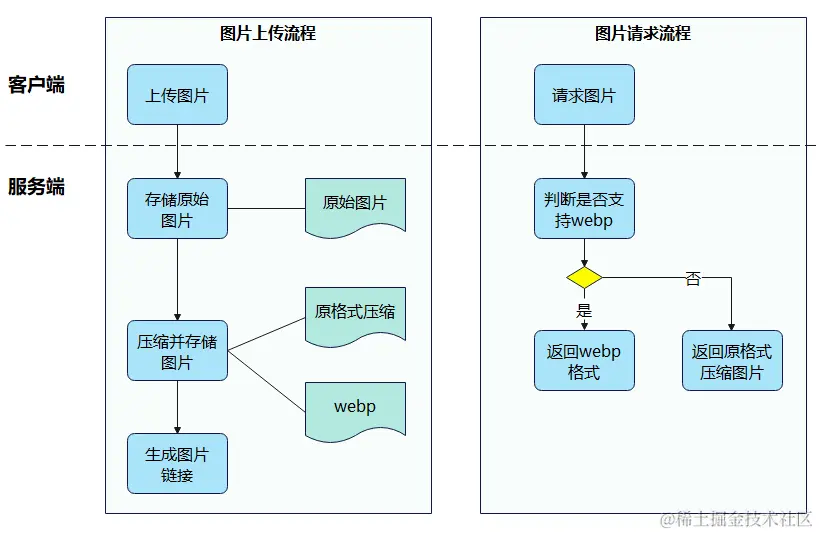 图片上传流程
图片请求流程
客户端
上传图片
请求图片
服务端
存储原始
图片
原始图片
判断是否支
持webp
否
是
原格式压缩
压缩并存储
图片
返回webp
格式
返回原格式
压缩图片
webp
生成图片
链接
@稀土掘金技术社区